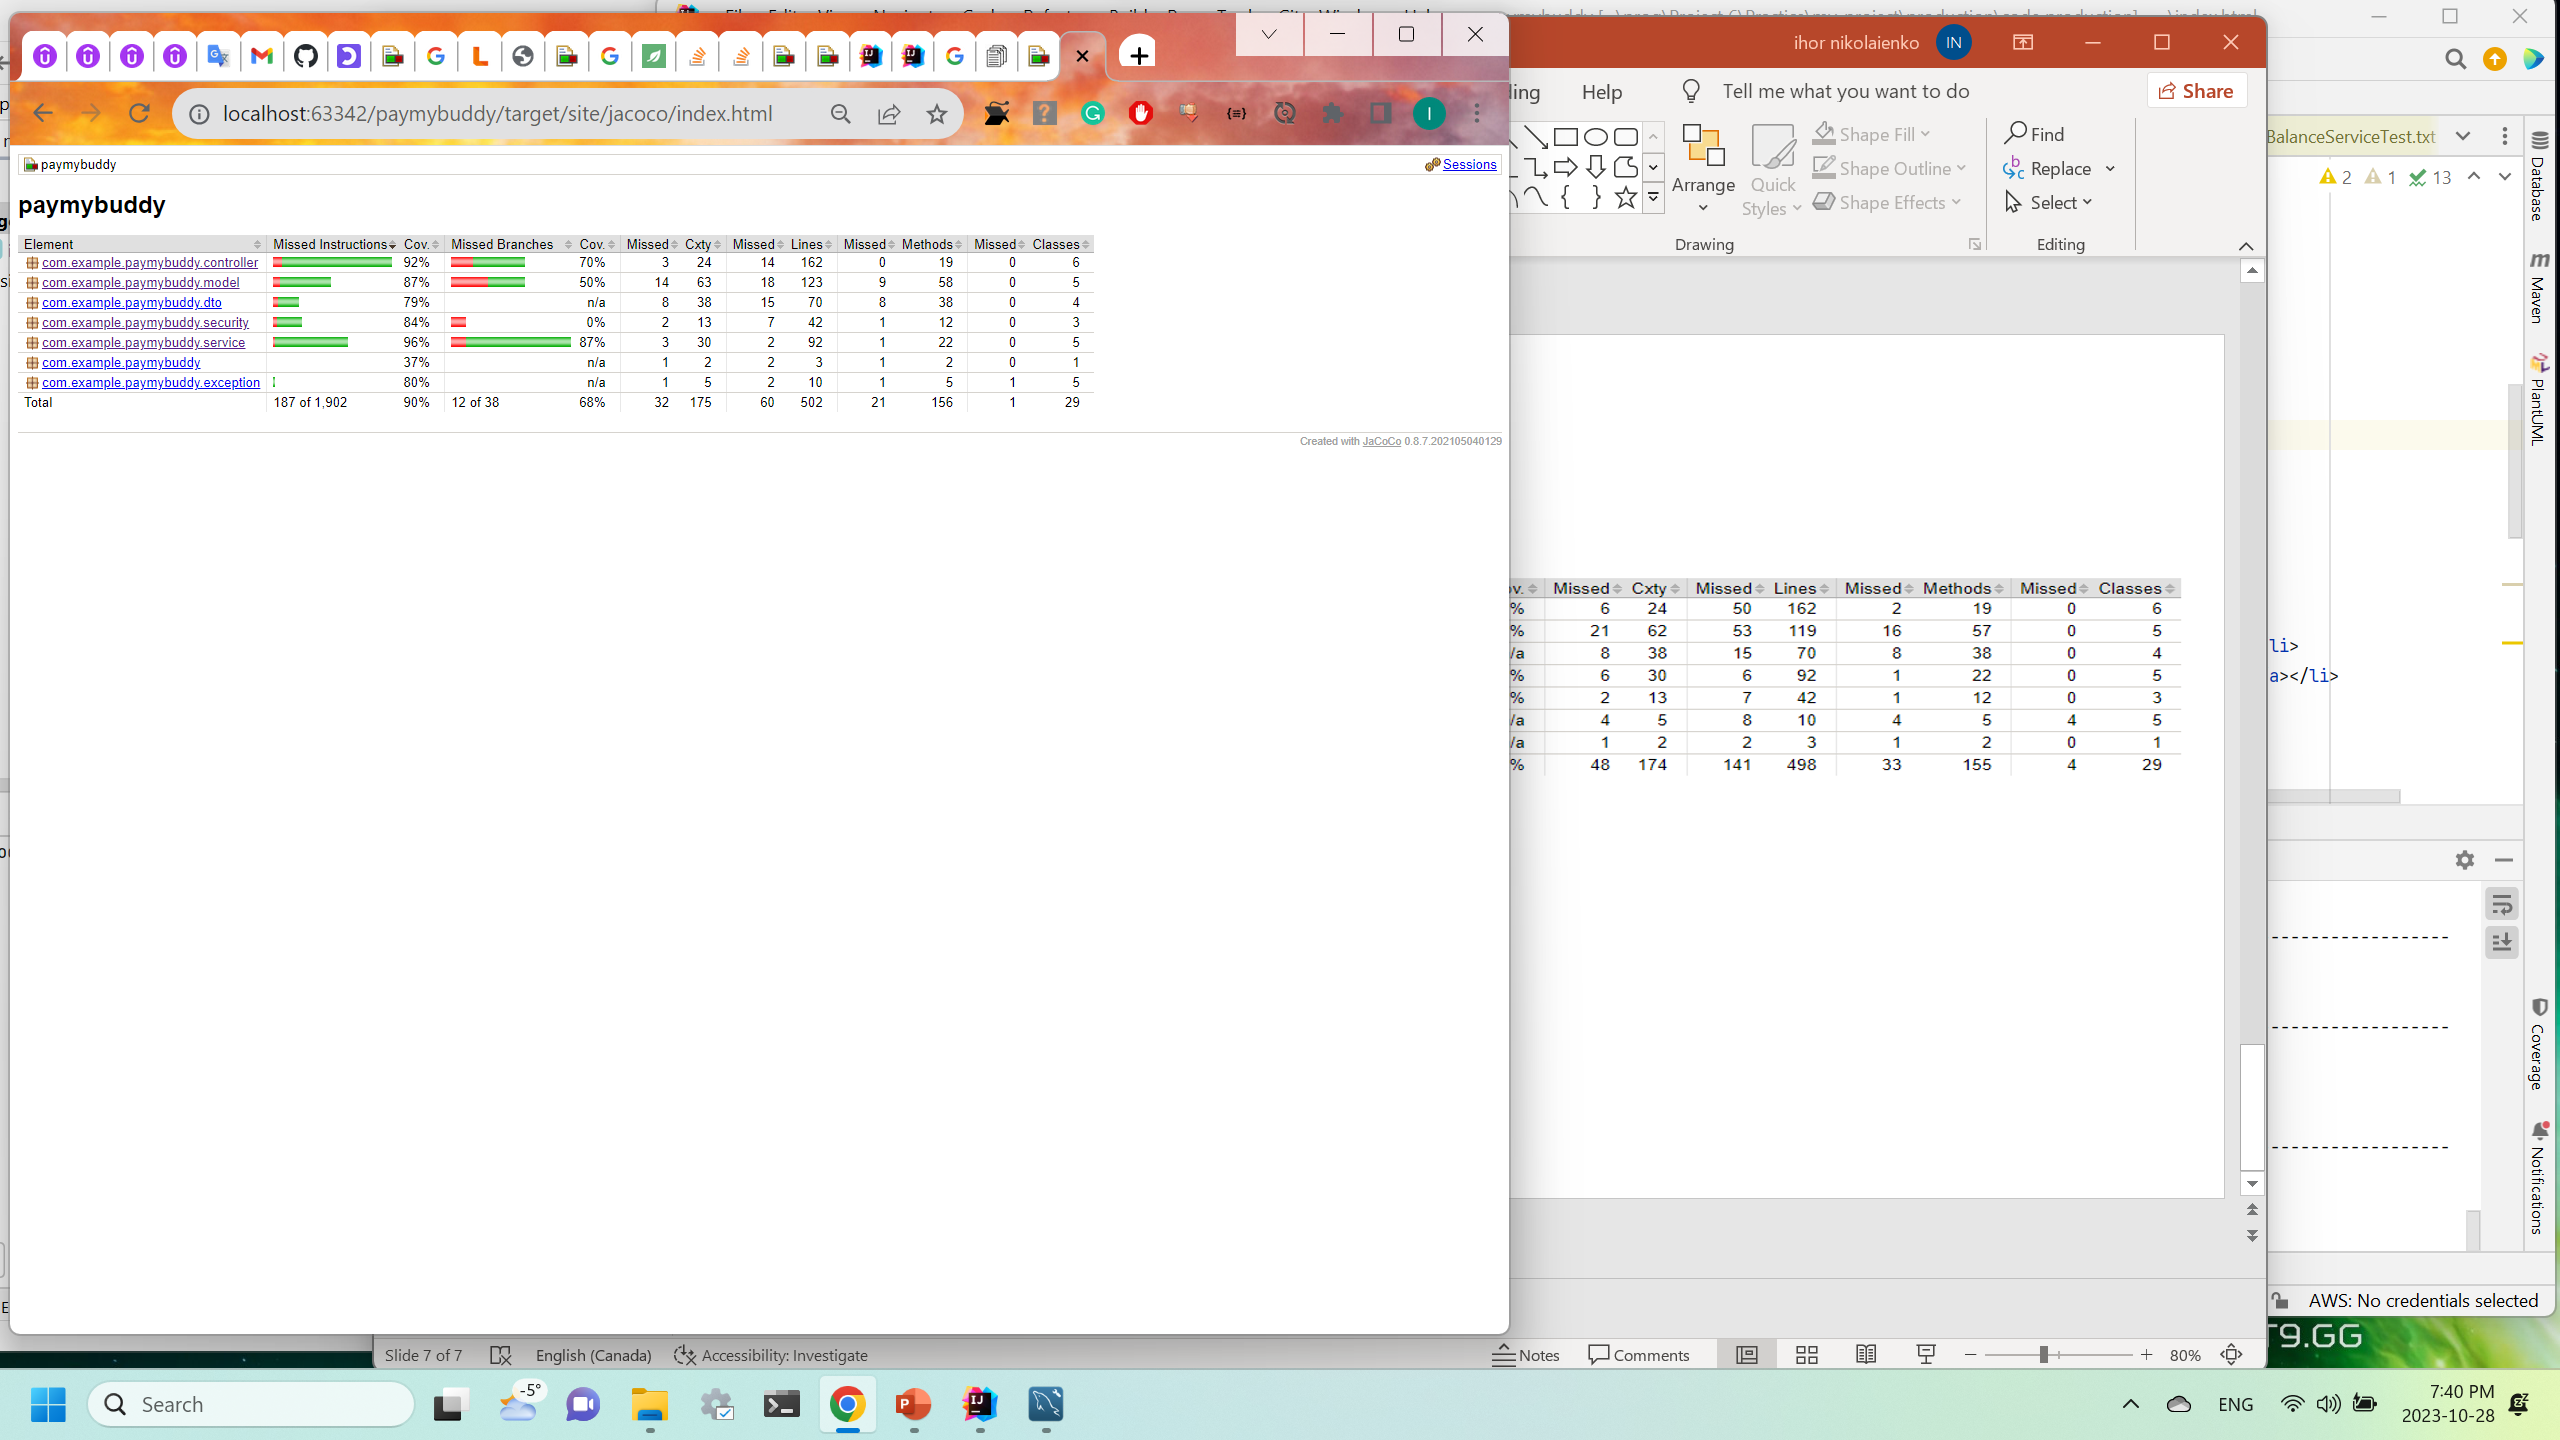 localhost:63342/paymybuddy/target/site/jacoco/index.html
paymybuddy
Sessions
paymybuddy
Element Missed Instructions Cov. Missed Branches Cov. Missed Cxty Missed Lines Missed Methods Missed Classes
com.example.paymybuddy.controller 92% 70% 3 24 14 162 0 19 0 6
com.example.paymybuddy.model 87% 50% 14 63 18 123 9 58 0 5
com.example.paymybuddy.dto 79% n/a 8 38 15 70 8 38 0 4
com.example.paymybuddy.security 84% 0% 2 13 7 42 1 12 0 3
com.example.paymybuddy.service 96% 87% 3 30 2 92 1 22 0 5
com.example.paymybuddy 37% n/a 1 2 2 3 1 2 0 1
com.example.paymybuddy.exception 80% n/a 1 5 2 10 1 5 1 5
Total 187 of 1,902 90% 12 of 38 68% 32 175 60 502 21 156 1 29
Created with JaCoCo 0.8.7.202105040129
ihor nikolaienko IN
Help Tell me what you want to do Share
Arrange
Quick Styles
Shape Fill
Shape Outline
Shape Effects
Drawing
Find
Replace
Select
Editing
Missed Cxty Missed Lines Missed Methods Missed Classes
% 6 24 50 162 2 19 0 6
% 21 62 53 119 16 57 0 5
/a 8 38 15 70 8 38 0 4
% 6 30 6 92 1 22 0 5
% 2 13 7 42 1 12 0 3
/a 4 5 8 10 4 5 4 5
/a 1 2 2 3 1 2 0 1
% 48 174 141 498 33 155 4 29
BalanceServiceTest.txt
2 1 13
li>
a></li>
Database
Maven
PlantUML
Coverage
Notifications
AWS: No credentials selected
T9.GG
Slide 7 of 7 English (Canada) Accessibility: Investigate Notes Comments 80%
Search
-5°
ENG
7:40 PM
2023-10-28